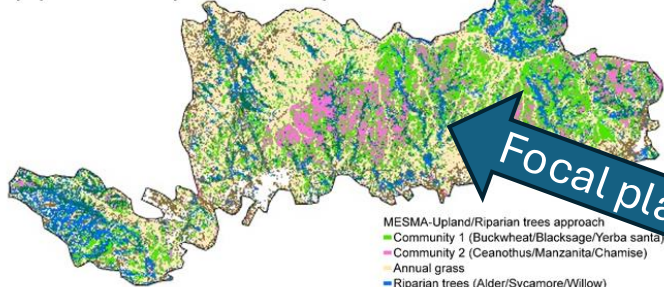 Focal pla
MESMA-Upland/Riparian trees approach
Community 1 (Buckwheat/Blacksage/Yerba santa)
Community 2 (Ceanothus/Manzanita/Chamise)
Annual grass
Riparian trees (Alder/Sycamore/Willow)